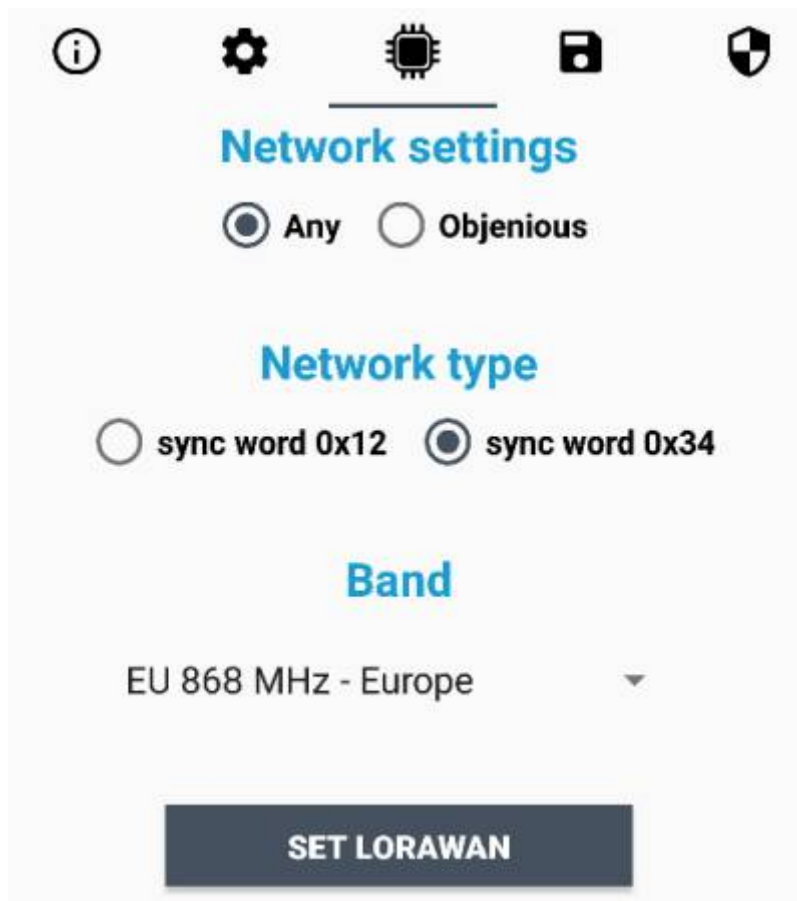 Network settings
Any Objenious
Network type
sync word 0x12 sync word 0x34
Band
EU 868 MHz - Europe
SET LORAWAN